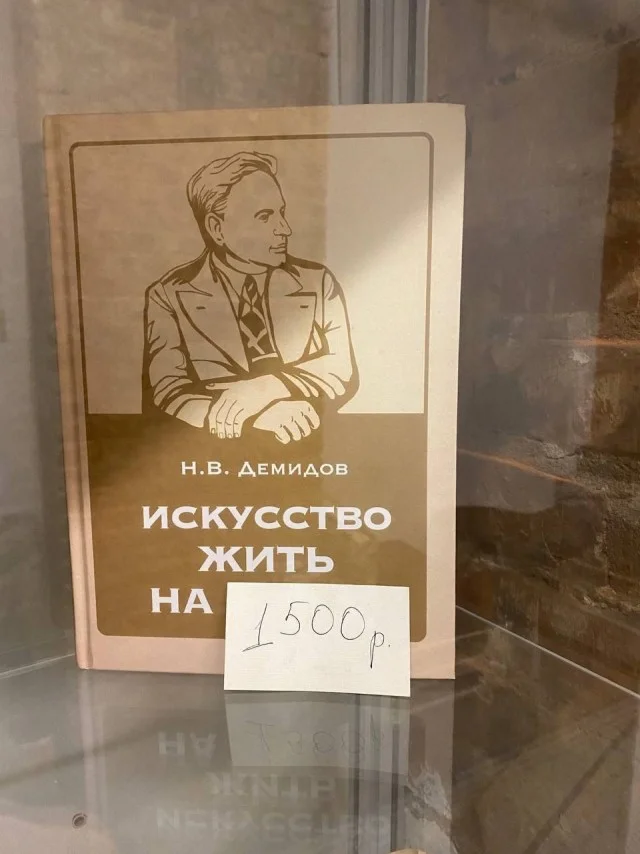 Н.В. Демидов
ИСКУССТВО
ЖИТЬ
НА
1500р.